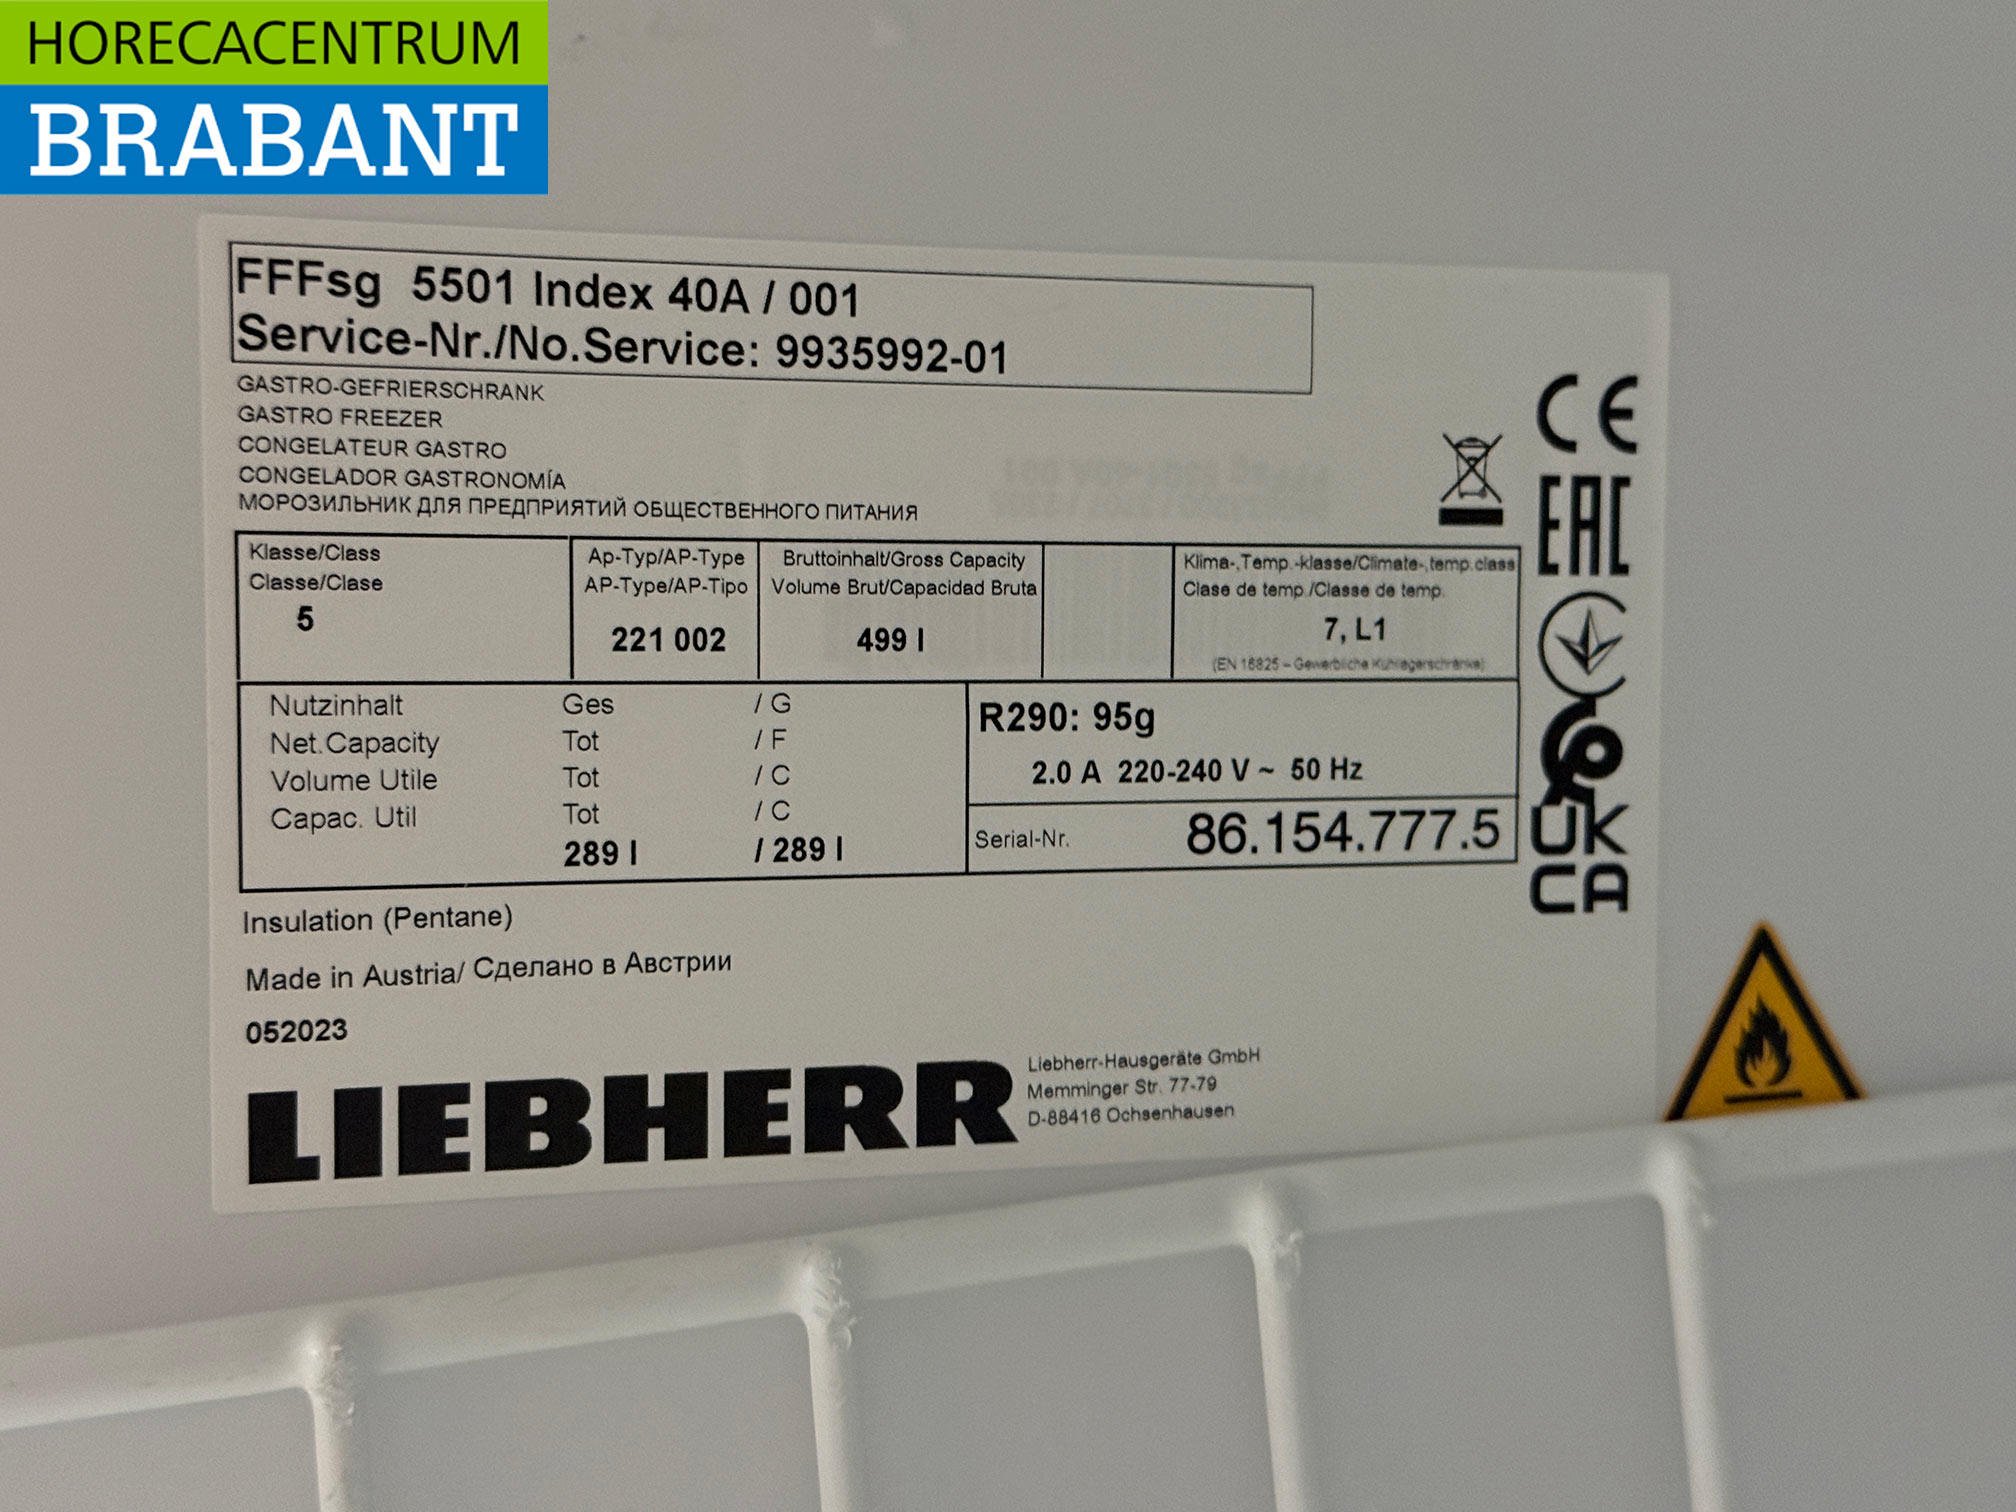 HORECACENTRUM
BRABANT
FFFsg 5501 Index 40A / 001
Service-Nr./No.Service: 9935992-01
GASTRO-GEFRIERSCHRANK
GASTRO FREEZER
CONGELATEUR GASTRO
CONGELADOR GASTRONOMÍA
МОРОЗИЛЬНИК ДЛЯ ПРЕДПРИЯТИЙ ОБЩЕСТВЕННОГО ПИТАНИЯ
Klasse/Class
Classe/Clase
5
Ap-Typ/AP-Type
AP-Type/AP-Tipo
221 002
Bruttoinhalt/Gross Capacity
Volume Brut/Capacidad Bruta
499 l
Klima-,Temp.-klasse/Climate-,temp.class
Clase de temp./Classe de temp.
7, L1
(EN 16825 – Gewerbliche Kühllagerschränke)
Nutzinhalt Ges / G
Net.Capacity Tot / F
Volume Utile Tot / C
Capac. Util Tot / C
289 l / 289 l
R290: 95g
2.0 A 220-240 V ~ 50 Hz
Serial-Nr. 86.154.777.5
CE
EAC
UK
CA
Insulation (Pentane)
Made in Austria/ Сделано в Австрии
052023
LIEBHERR
Liebherr-Hausgeräte GmbH
Memminger Str. 77-79
D-88416 Ochsenhausen